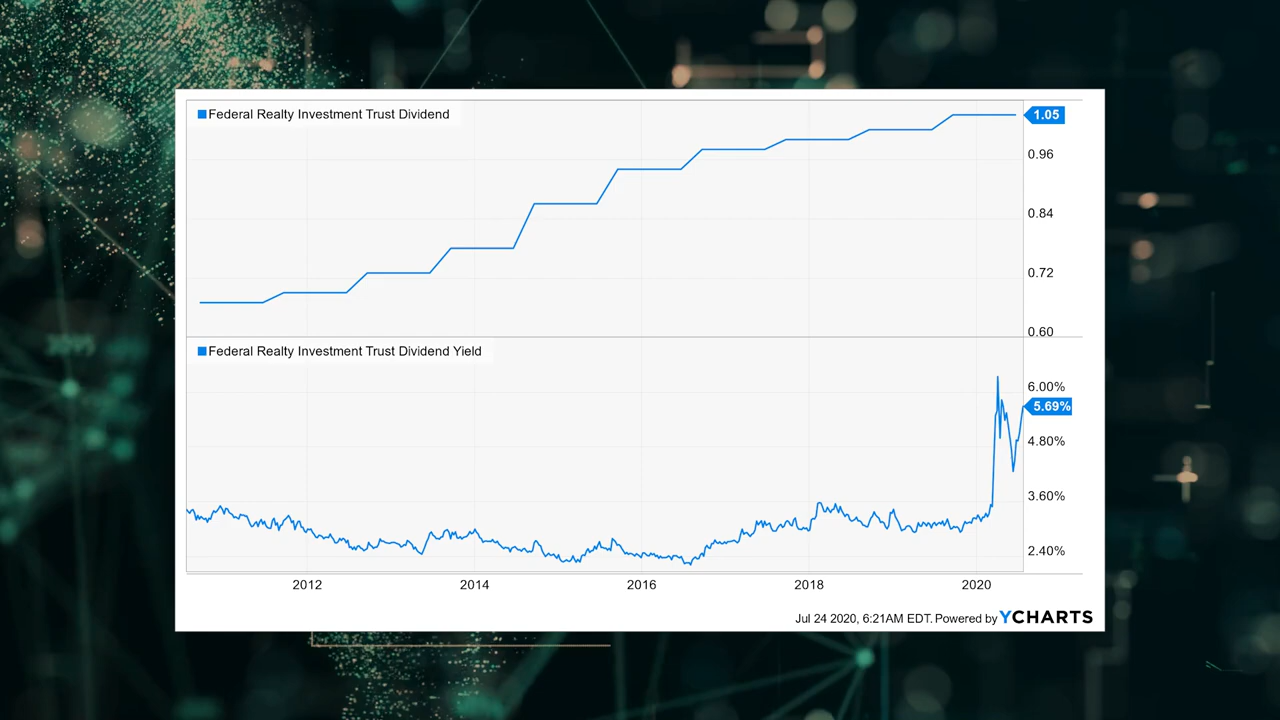 Federal Realty Investment Trust Dividend
1.05
0.96
0.84
0.72
0.60
Federal Realty Investment Trust Dividend Yield
6.00%
5.69%
4.80%
3.60%
2.40%
2012 2014 2016 2018 2020
Jul 24 2020, 6:21AM EDT. Powered by YCHARTS